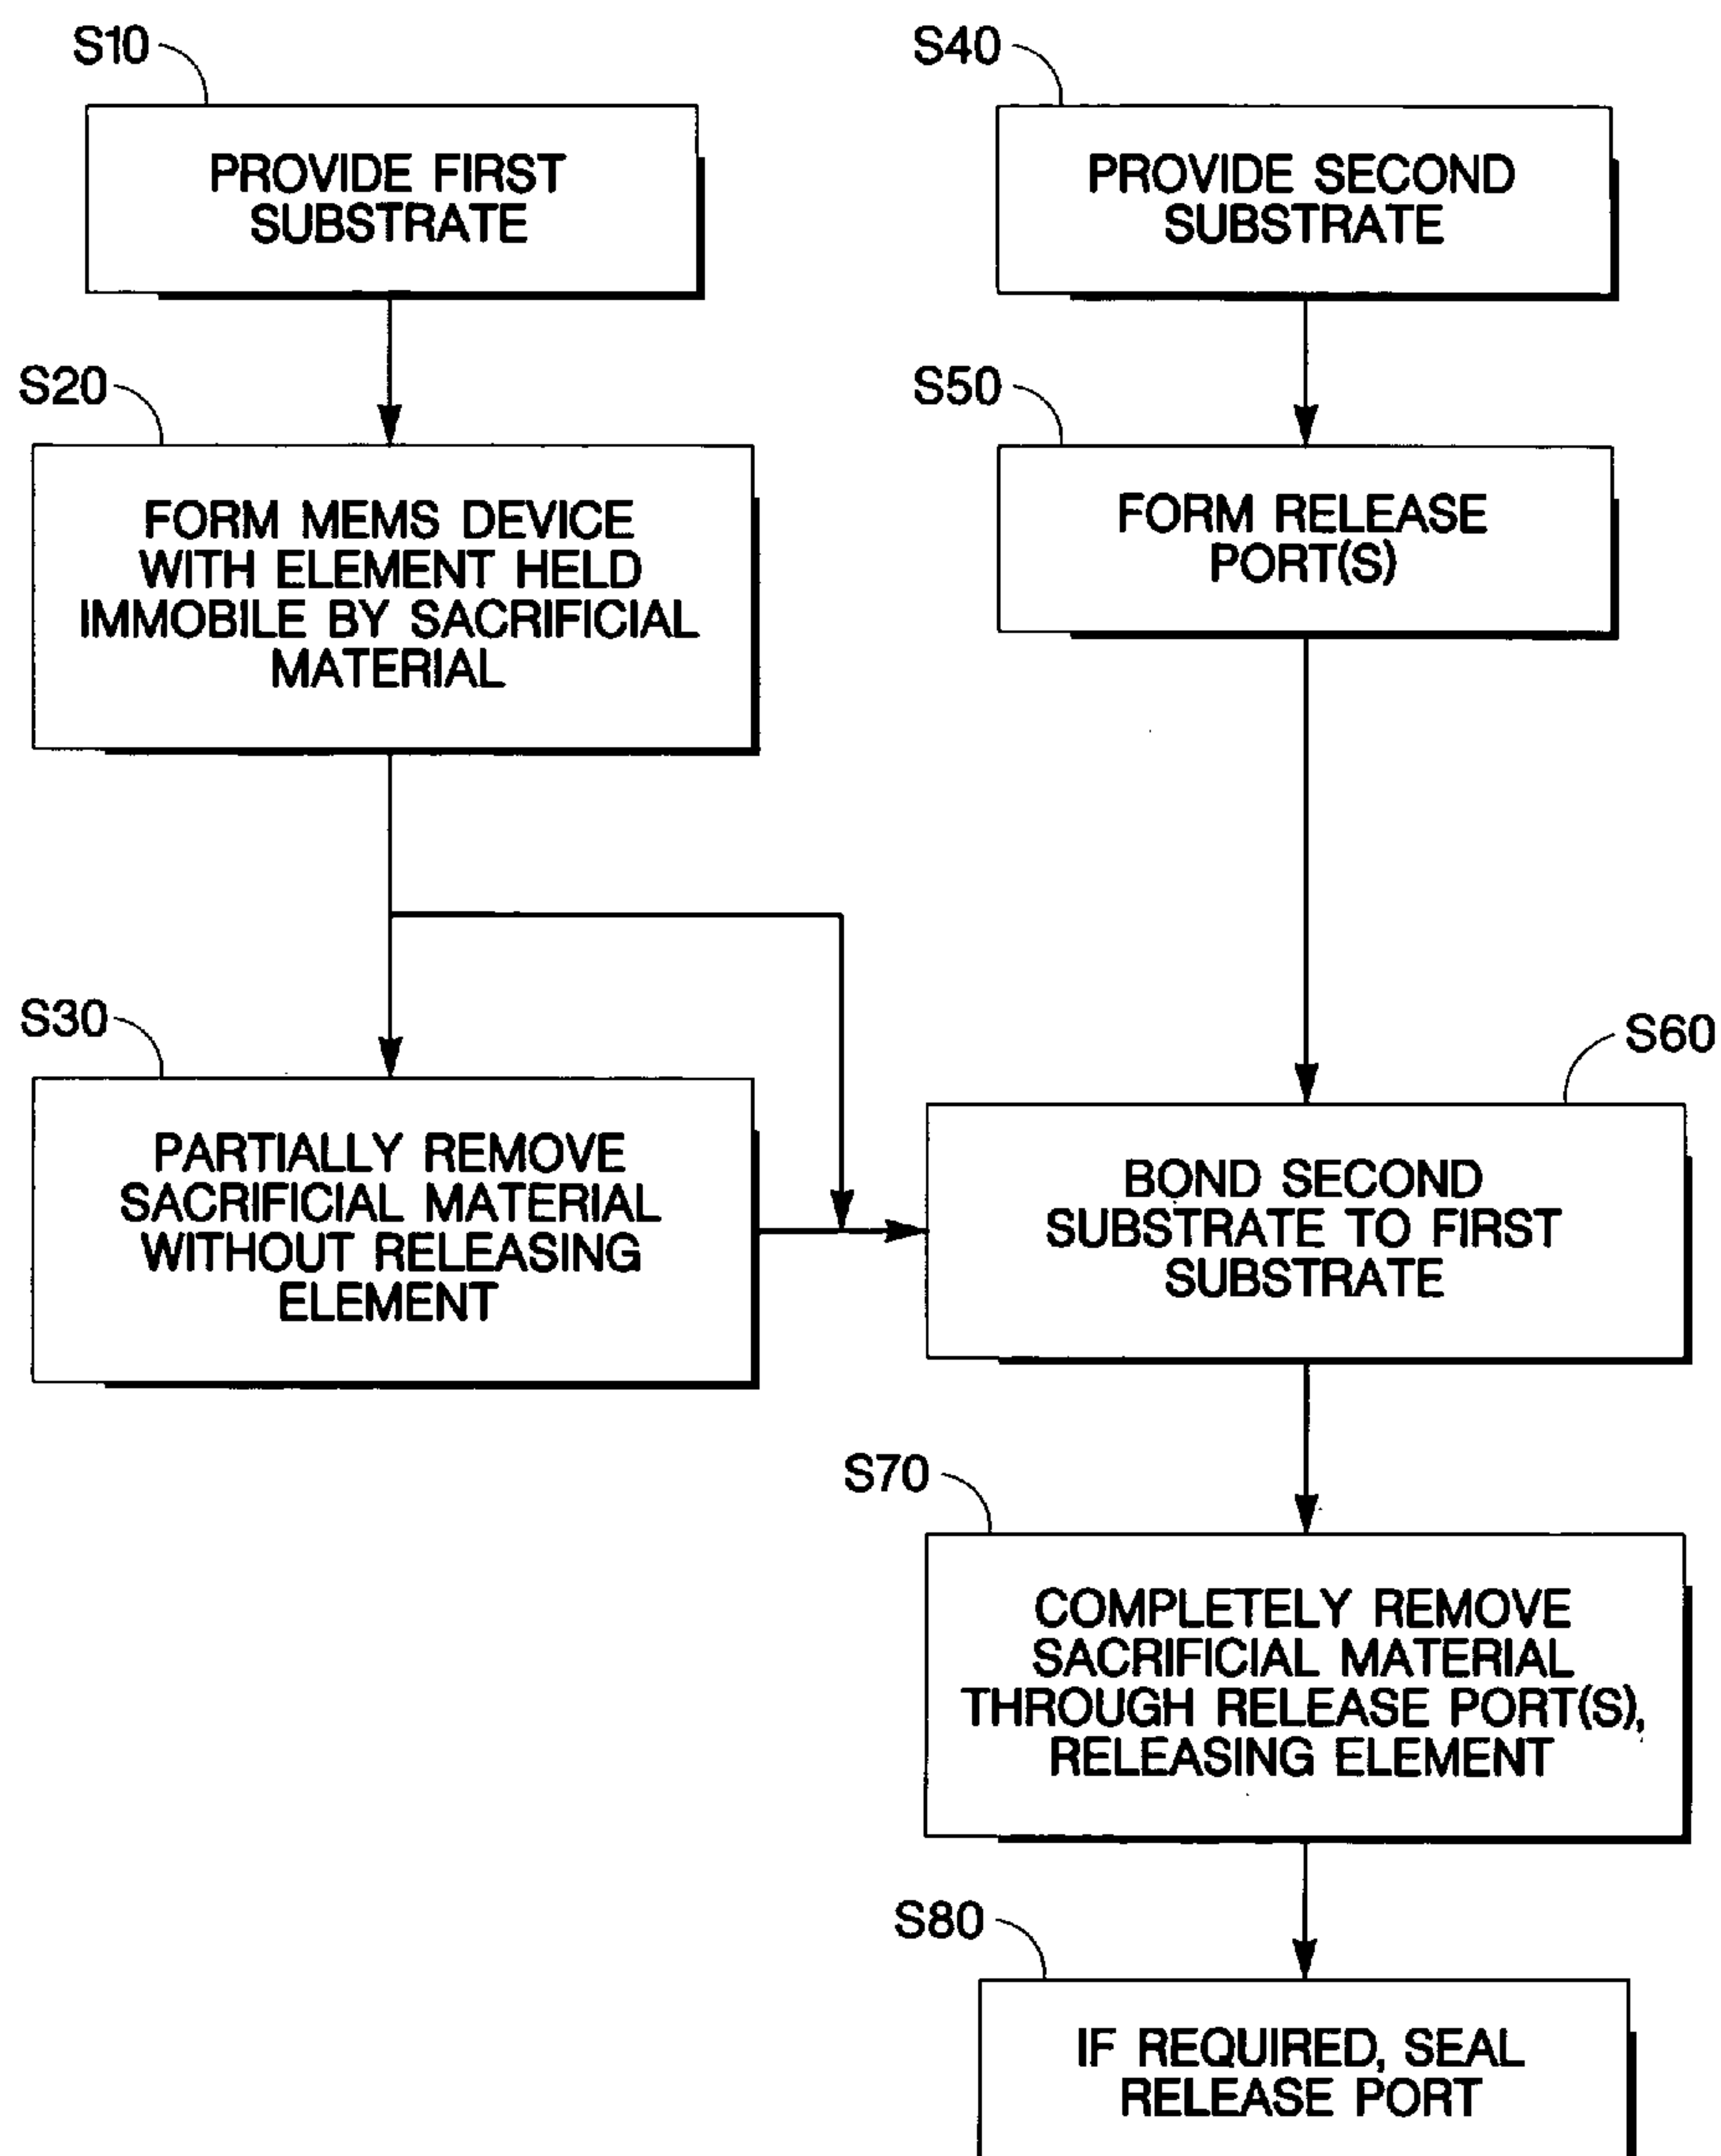 S10
PROVIDE FIRST
SUBSTRATE
S20
FORM MEMS DEVICE
WITH ELEMENT HELD
IMMOBILE BY SACRIFICIAL
MATERIAL
S30
PARTIALLY REMOVE
SACRIFICIAL MATERIAL
WITHOUT RELEASING
ELEMENT
S40
PROVIDE SECOND
SUBSTRATE
S50
FORM RELEASE
PORT(S)
S60
BOND SECOND
SUBSTRATE TO FIRST
SUBSTRATE
S70
COMPLETELY REMOVE
SACRIFICIAL MATERIAL
THROUGH RELEASE PORT(S),
RELEASING ELEMENT
S80
IF REQUIRED, SEAL
RELEASE PORT